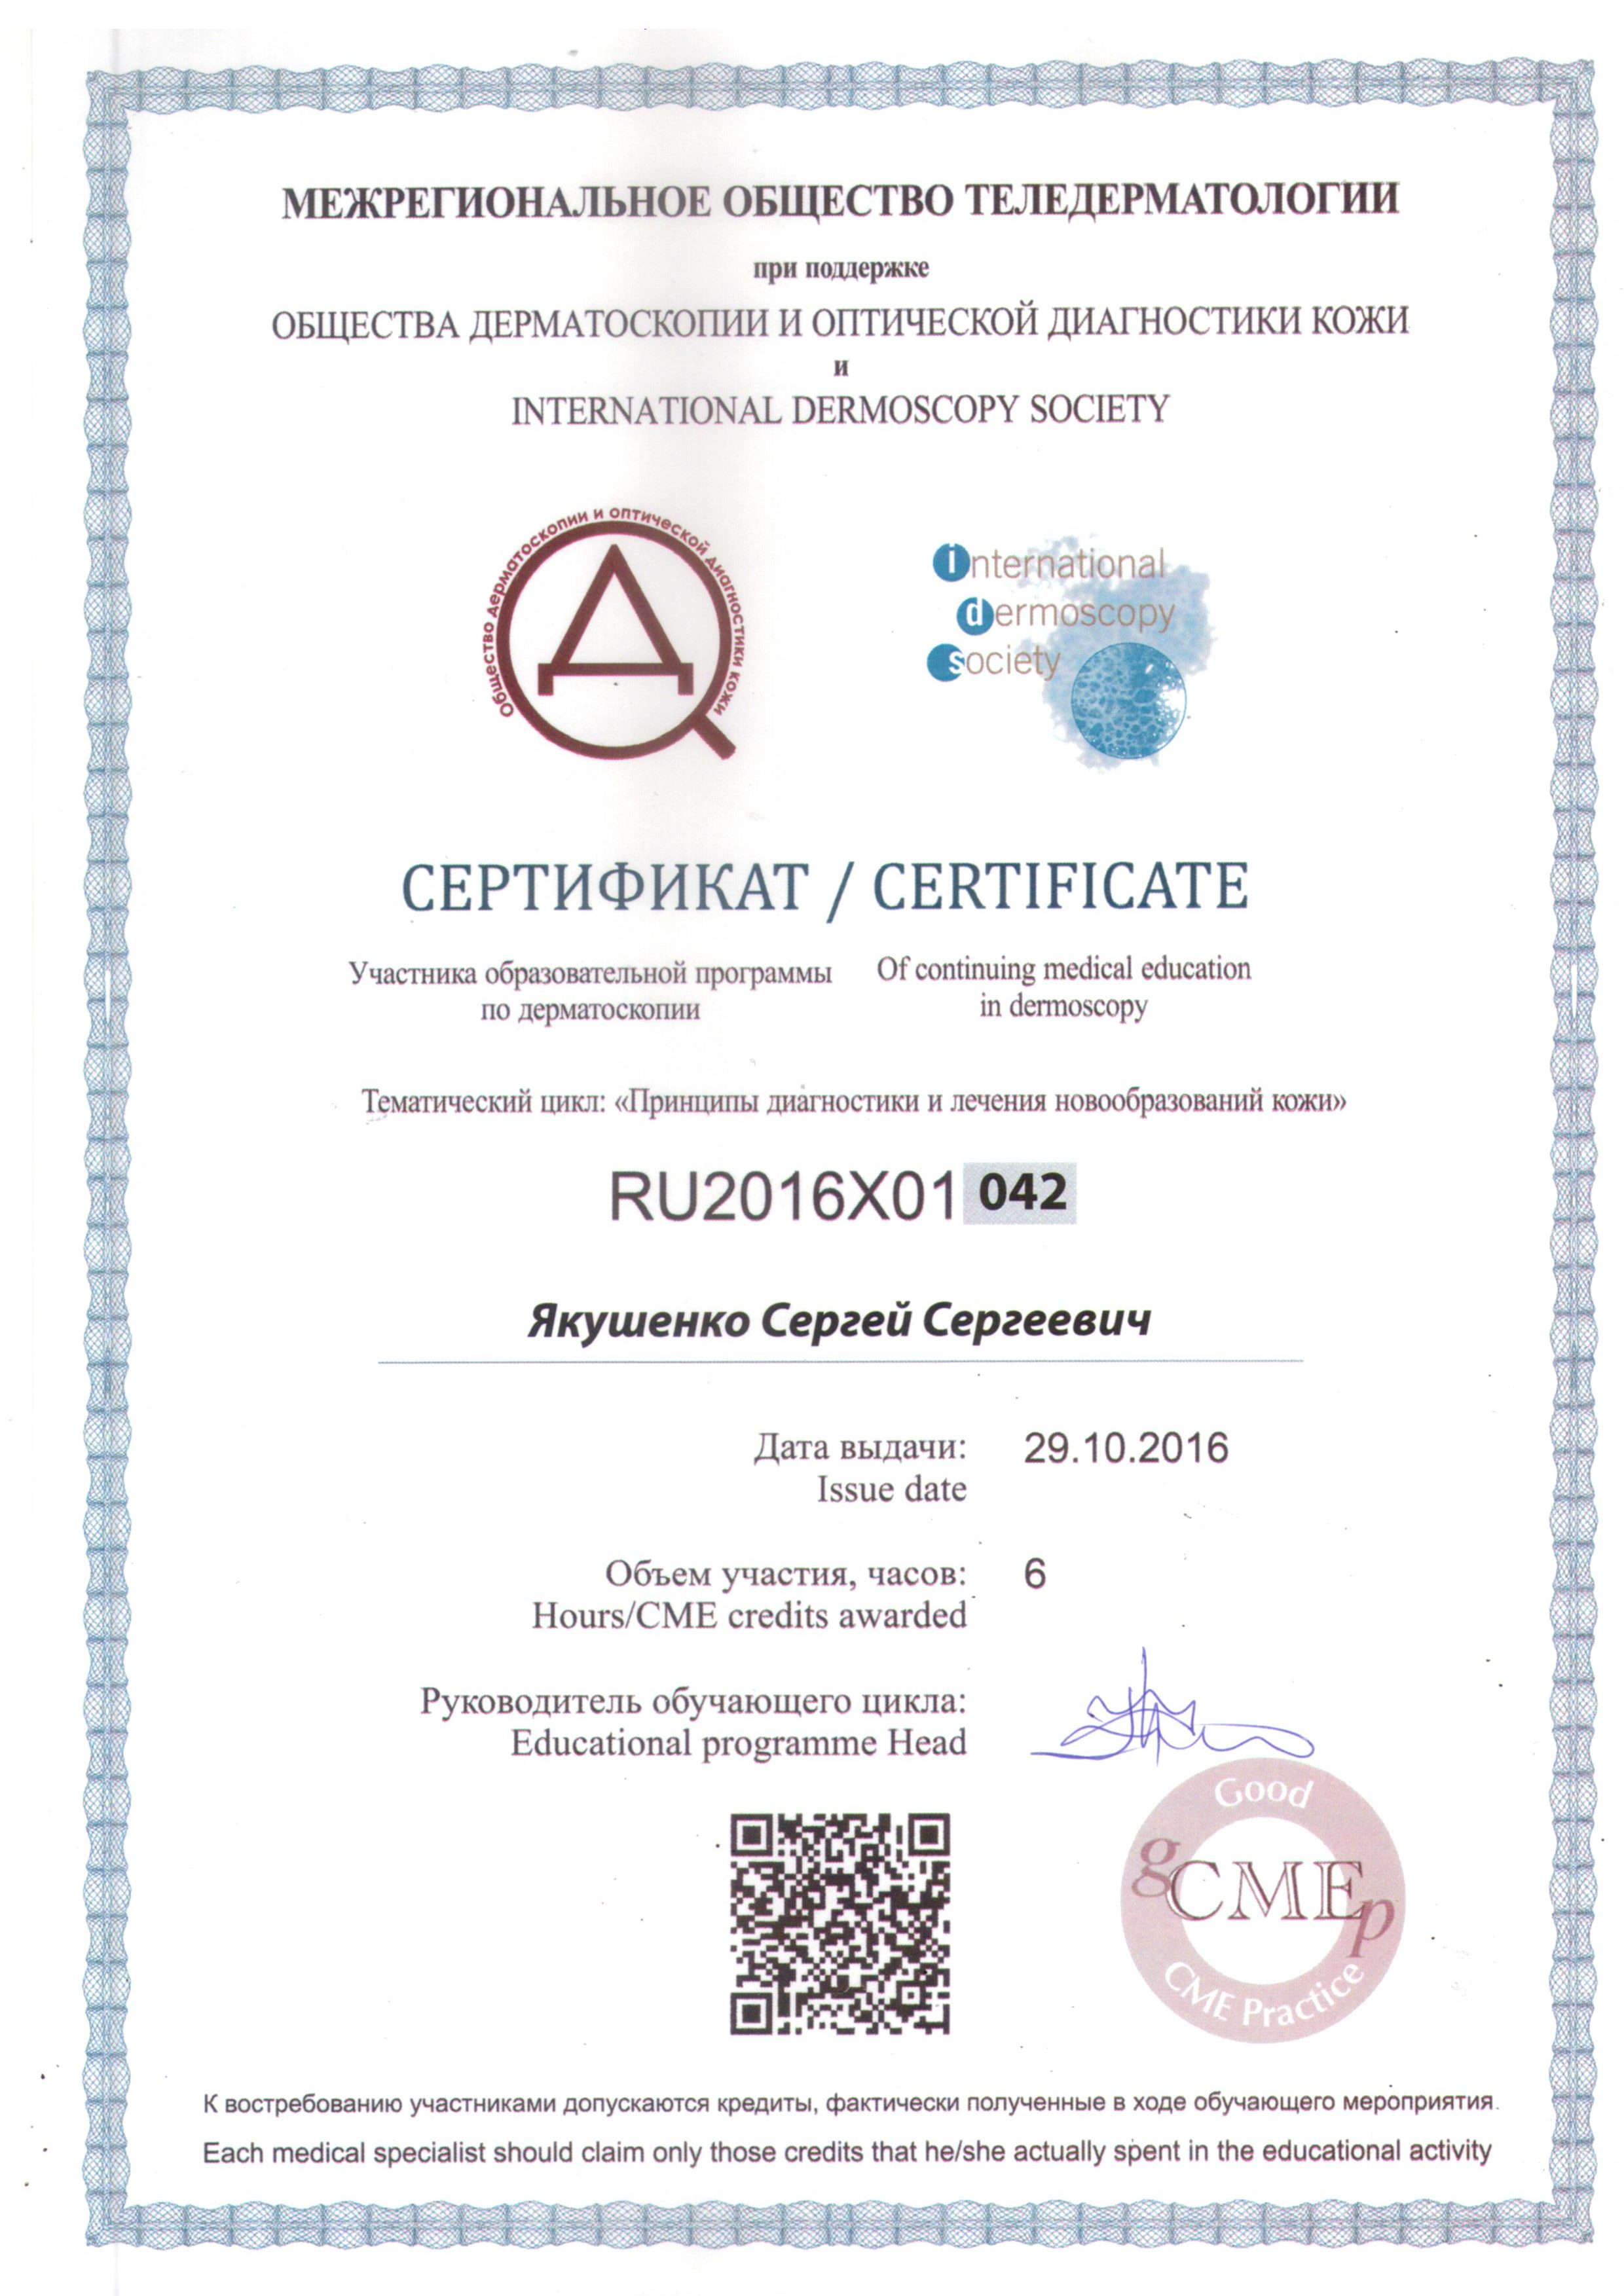 МЕЖРЕГИОНАЛЬНОЕ ОБЩЕСТВО ТЕЛЕДЕРМАТОЛОГИИ
при поддержке
ОБЩЕСТВА ДЕРМАТОСКОПИИ И ОПТИЧЕСКОЙ ДИАГНОСТИКИ КОЖИ
и
INTERNATIONAL DERMOSCOPY SOCIETY
Общество дерматоскопии и оптической диагностики кожи
Д
international
dermoscopy
society
СЕРТИФИКАТ / CERTIFICATE
Участника образовательной программы
по дерматоскопии
Of continuing medical education
in dermoscopy
Тематический цикл: «Принципы диагностики и лечения новообразований кожи»
RU2016X01 042
Якушенко Сергей Сергеевич
Дата выдачи: 29.10.2016
Issue date
Объем участия, часов: 6
Hours/CME credits awarded
Руководитель обучающего цикла:
Educational programme Head
Good
gCMEp
CME Practice
К востребованию участниками допускаются кредиты, фактически полученные в ходе обучающего мероприятия.
Each medical specialist should claim only those credits that he/she actually spent in the educational activity